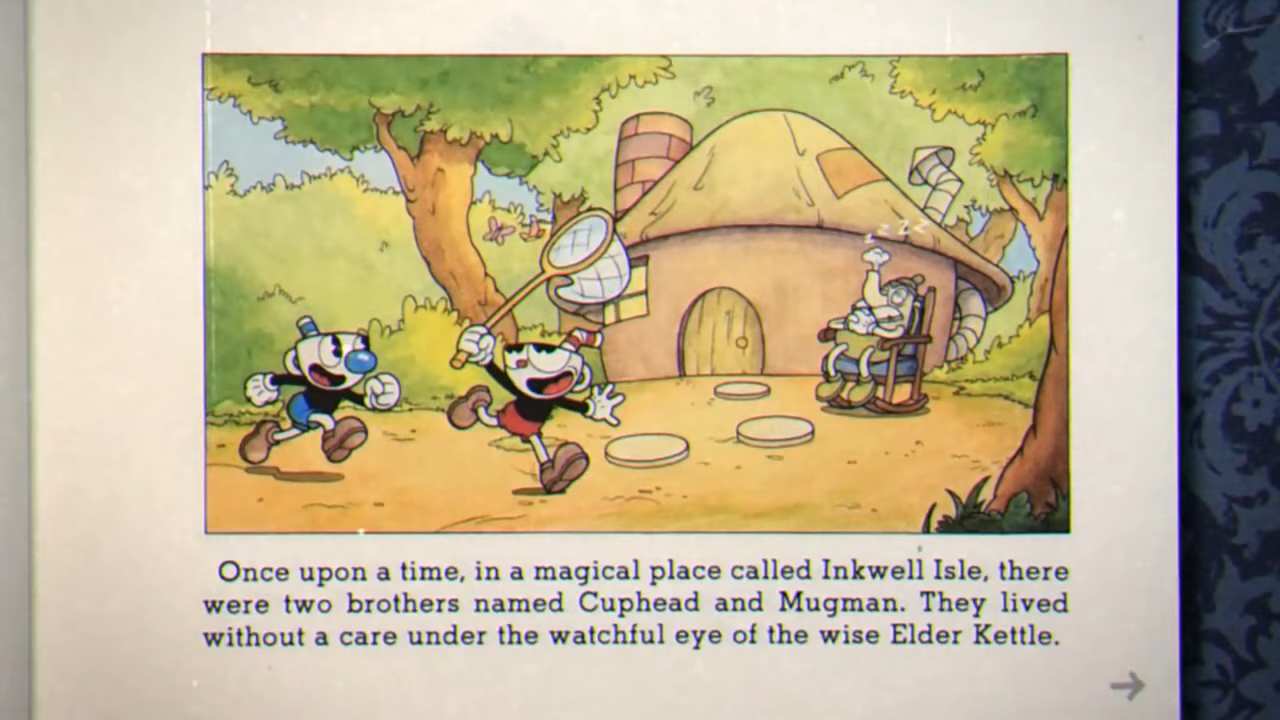 z z z z
Once upon a time, in a magical place called Inkwell Isle, there
were two brothers named Cuphead and Mugman. They lived
without a care under the watchful eye of the wise Elder Kettle.